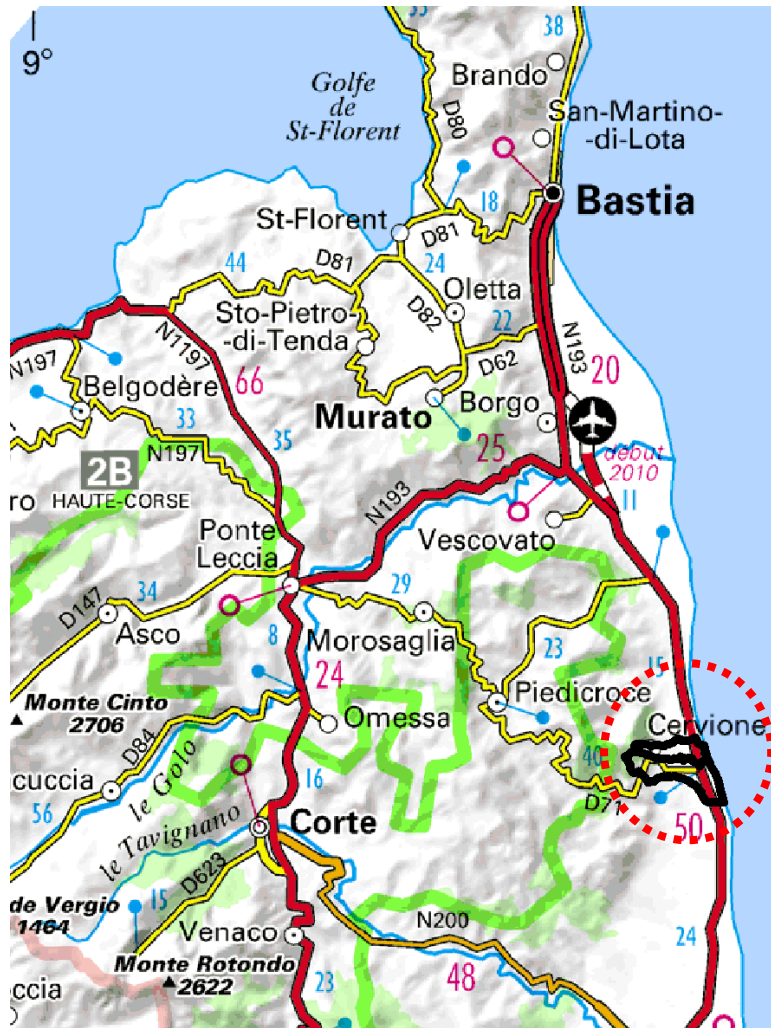 9°
38
Brando
Golfe
de
St-Florent
D80
San-Martino-
-di-Lota
18
Bastia
St-Florent
D81
44
D81
24
Oletta
Sto-Pietro-
-di-Tenda
D82
22
N193
N1197
D62
20
N197
66
Belgodère
Murato
Borgo
33
35
25
début
2010
N197
2B
HAUTE-CORSE
ro
N193
11
Ponte
Leccia
Vescovato
34
29
D147
Asco
8
Morosaglia
23
15
24
Piedicroce
Monte Cinto
2706
Omessa
Cervione
D84
40
cuccia
le Golo
16
D71
56
le Tavignano
Corte
50
D623
15
de Vergio
1464
N200
24
Venaco
Monte Rotondo
2622
48
ccia
23